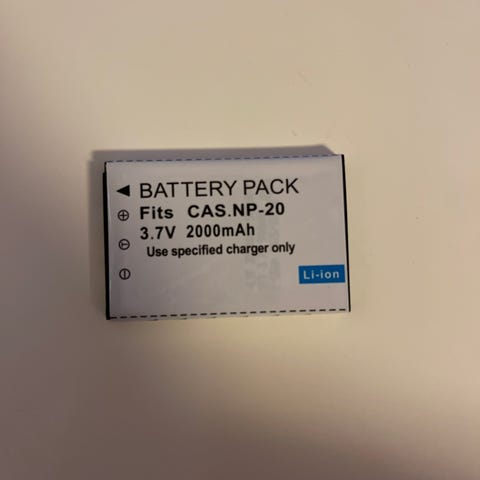 BATTERY PACK
Fits CAS.NP-20
3.7V 2000mAh
Use specified charger only
Li-ion